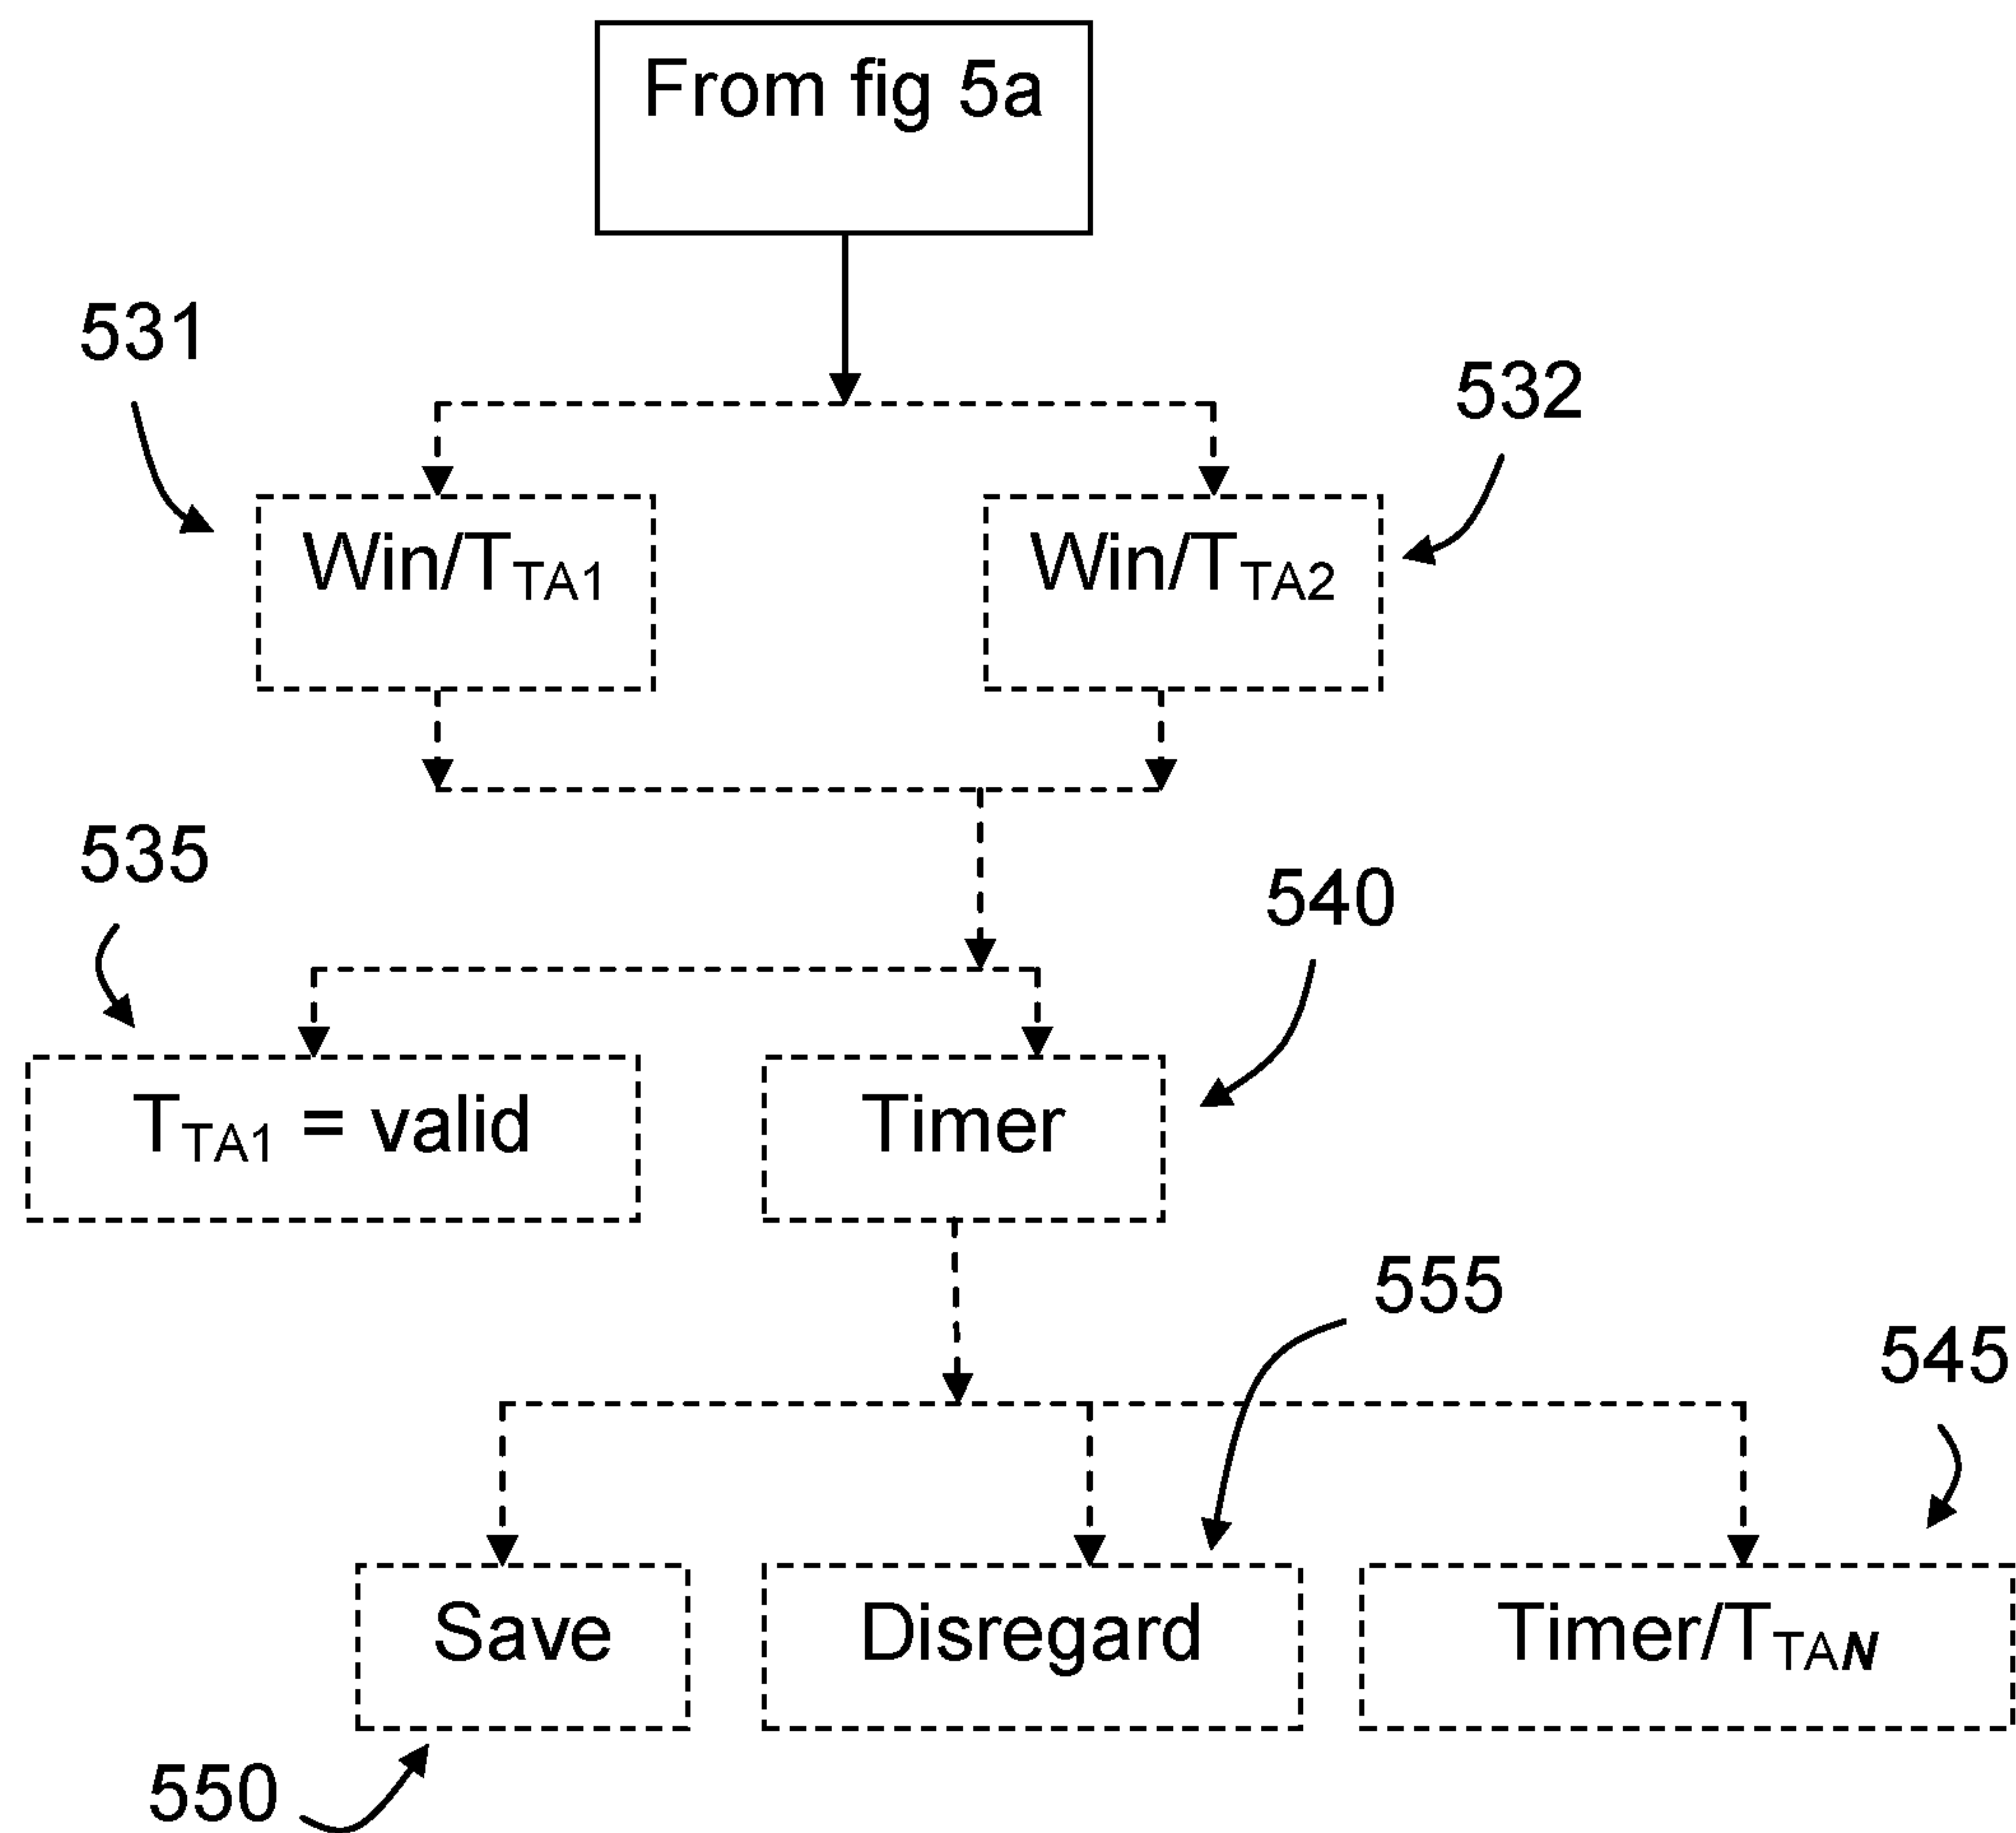 From fig 5a
531
532
Win/TTA1
Win/TTA2
535
540
TTA1 = valid
Timer
555
545
Save
Disregard
Timer/TTAN
550